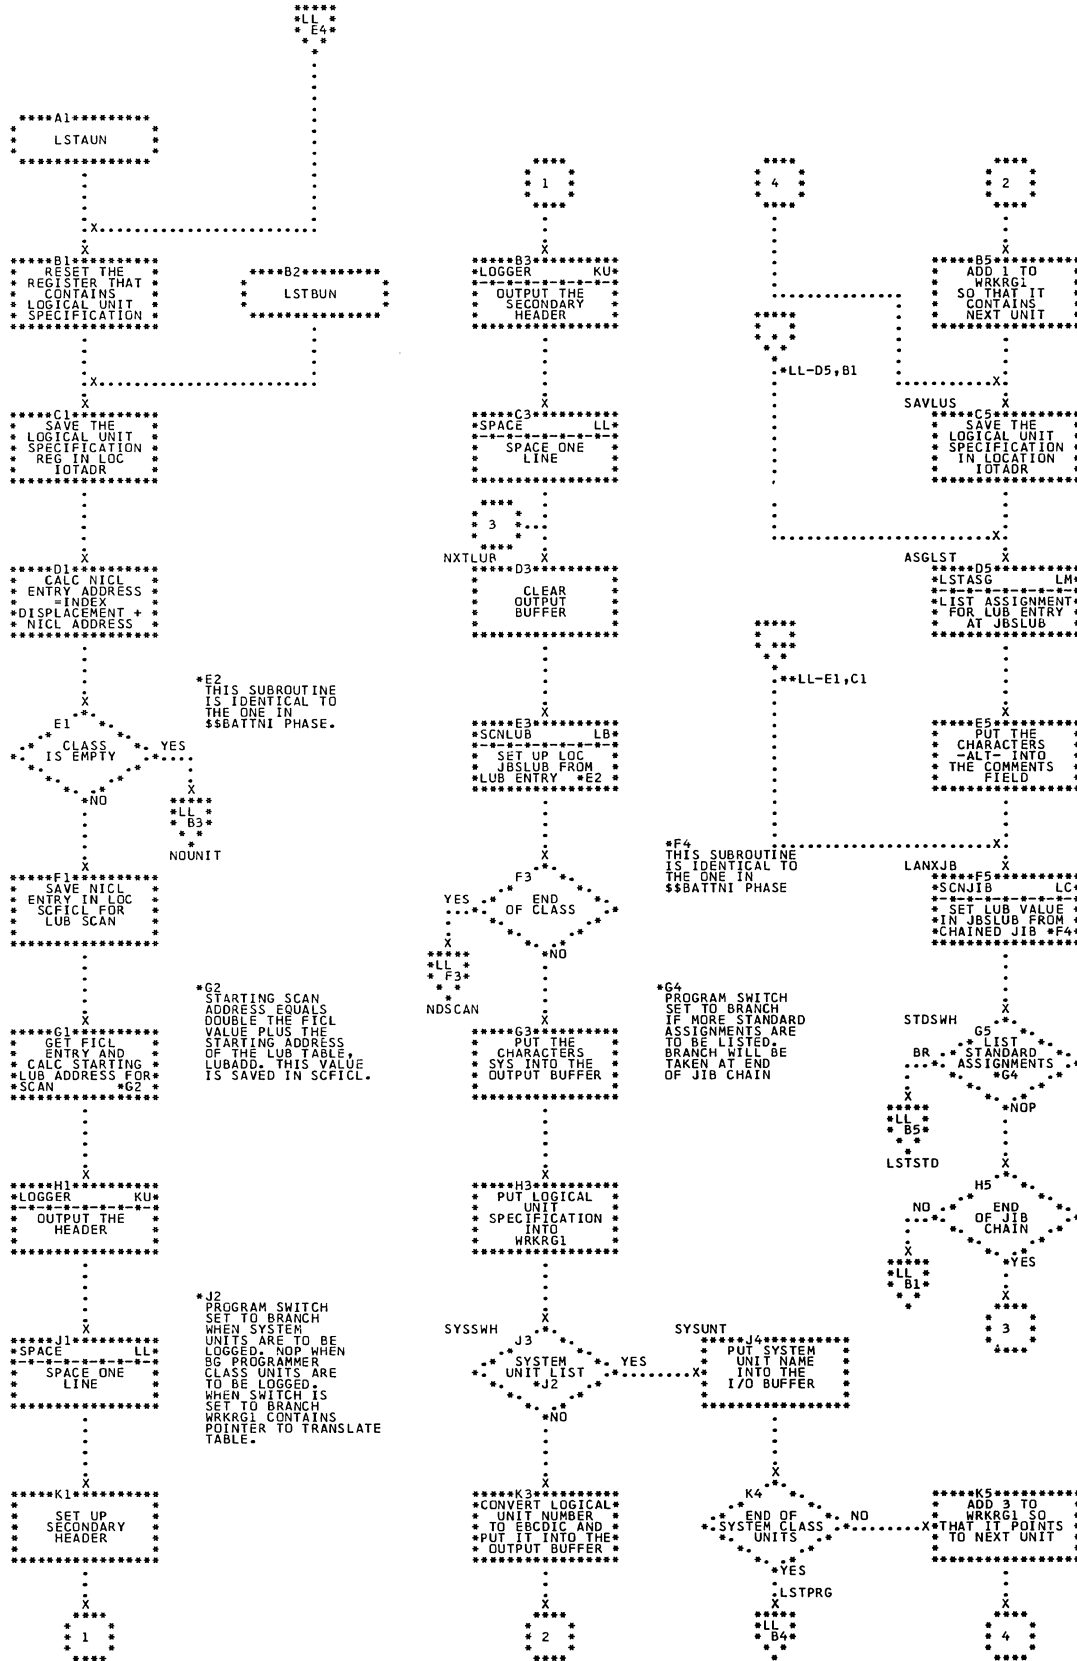 LL
E4
A1
LSTAUN
1
4
2
B1
RESET THE
REGISTER THAT
CONTAINS
LOGICAL UNIT
SPECIFICATION
B2
LSTBUN
B3
LOGGER KU
OUTPUT THE
SECONDARY
HEADER
B5
ADD 1 TO
WRKRG1
SO THAT IT
CONTAINS
NEXT UNIT
*LL-D5,B1
C1
SAVE THE
LOGICAL UNIT
SPECIFICATION
REG IN LOC
IOTADR
C3
SPACE LL
SPACE ONE
LINE
SAVLUS
C5
SAVE THE
LOGICAL UNIT
SPECIFICATION
IN LOCATION
IOTADR
3
D1
CALC NICL
ENTRY ADDRESS
=INDEX
DISPLACEMENT +
NICL ADDRESS
NXTLUB
D3
CLEAR
OUTPUT
BUFFER
ASGLST
D5
LSTASG LM
LIST ASSIGNMENT
FOR LUB ENTRY
AT JBSLUB
**LL-E1,C1
*E2
THIS SUBROUTINE
IS IDENTICAL TO
THE ONE IN
$$BATTNI PHASE.
E1
CLASS
IS EMPTY
YES
NO
LL
B3
NOUNIT
E3
SCNLUB LB
SET UP LOC
JBSLUB FROM
LUB ENTRY *E2
E5
PUT THE
CHARACTERS
-ALT- INTO
THE COMMENTS
FIELD
F1
SAVE NICL
ENTRY IN LOC
SCFICL FOR
LUB SCAN
F3
END
OF CLASS
YES
NO
LL
F3
NDSCAN
*F4
THIS SUBROUTINE
IS IDENTICAL TO
THE ONE IN
$$BATTNI PHASE
LANXJB
F5
SCNJIB LC
SET LUB VALUE
IN JBSLUB FROM
CHAINED JIB *F4
G1
GET FICL
ENTRY AND
CALC STARTING
LUB ADDRESS FOR
SCAN *G2
*G2
STARTING SCAN
ADDRESS EQUALS
DOUBLE THE FICL
VALUE PLUS THE
STARTING ADDRESS
OF THE LUB TABLE,
LUBADD. THIS VALUE
IS SAVED IN SCFICL.
G3
PUT THE
CHARACTERS
SYS INTO THE
OUTPUT BUFFER
*G4
PROGRAM SWITCH
SET TO BRANCH
IF MORE STANDARD
ASSIGNMENTS ARE
TO BE LISTED.
BRANCH WILL BE
TAKEN AT END
OF JIB CHAIN
STDSWH
G5
LIST
STANDARD
ASSIGNMENTS
*G4
BR
NOP
LL
B5
LSTSTD
H1
LOGGER KU
OUTPUT THE
HEADER
H3
PUT LOGICAL
UNIT
SPECIFICATION
INTO
WRKRG1
H5
END
OF JIB
CHAIN
NO
YES
LL
B1
3
J1
SPACE LL
SPACE ONE
LINE
*J2
PROGRAM SWITCH
SET TO BRANCH
WHEN SYSTEM
UNITS ARE TO BE
LOGGED. NOP WHEN
BG PROGRAMMER
CLASS UNITS ARE
TO BE LOGGED.
WHEN SWITCH IS
SET TO BRANCH
WRKRG1 CONTAINS
POINTER TO TRANSLATE
TABLE.
SYSSWH
J3
SYSTEM
UNIT LIST
*J2
YES
NO
SYSUNT
J4
PUT SYSTEM
UNIT NAME
INTO THE
I/O BUFFER
K1
SET UP
SECONDARY
HEADER
K3
CONVERT LOGICAL
UNIT NUMBER
TO EBCDIC AND
PUT IT INTO THE
OUTPUT BUFFER
K4
END OF
SYSTEM CLASS
UNITS
NO
YES
LSTPRG
K5
ADD 3 TO
WRKRG1 SO
THAT IT POINTS
TO NEXT UNIT
1
2
LL
B4
4